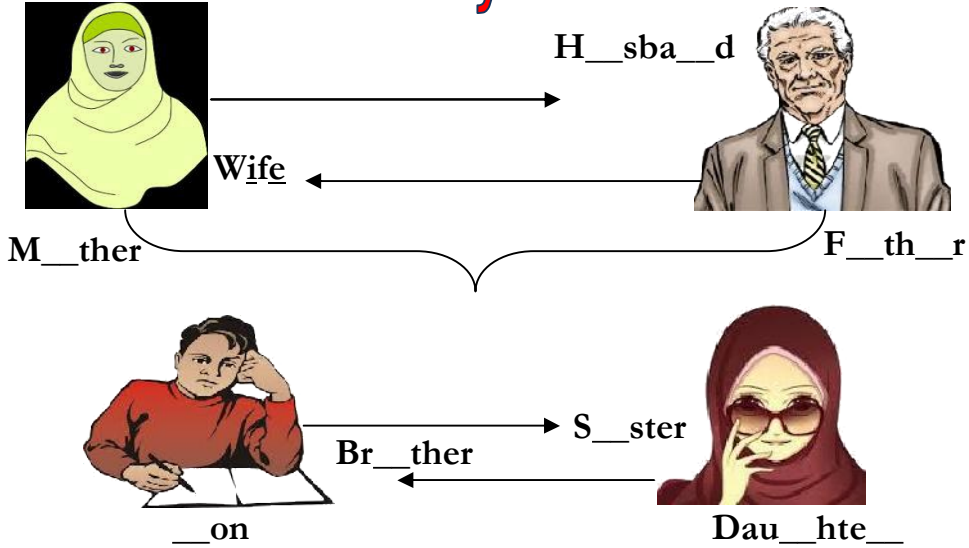 H__sba__d
Wife
M__ther
F__th__r
S__ster
Br__ther
__on
Dau__hte__